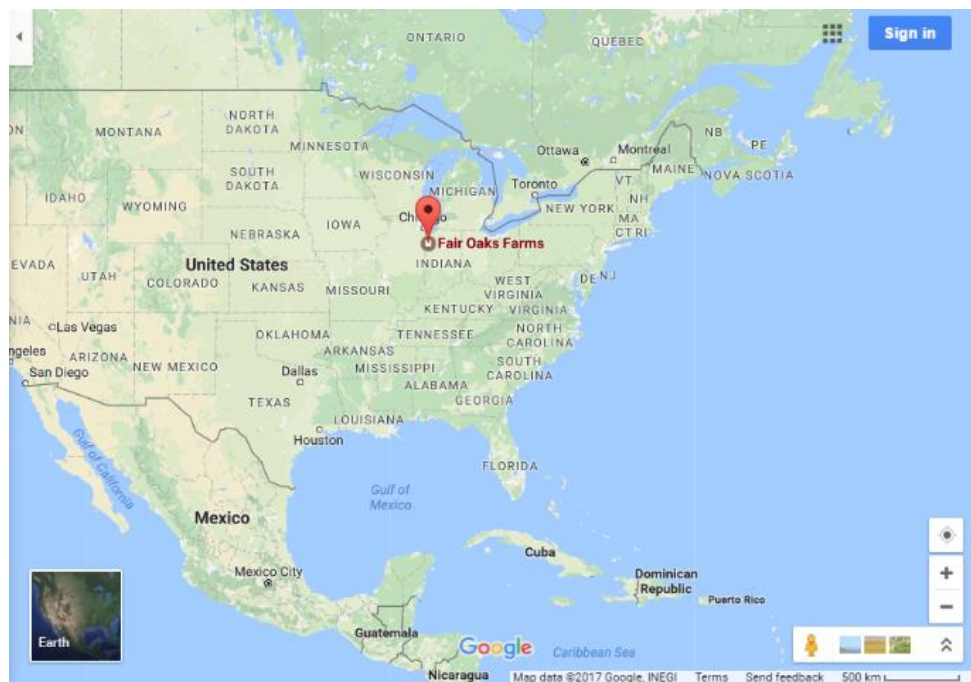 ONTARIO
QUEBEC
Sign in
NORTH
DAKOTA
MONTANA
MINNESOTA
NB
PE
Ottawa
Montreal
MAINE
NOVA SCOTIA
SOUTH
DAKOTA
WISCONSIN
MICHIGAN
Toronto
VT
NH
IDAHO
WYOMING
IOWA
NEW YORK
MA
CT RI
NEBRASKA
Fair Oaks Farms
EVADA
United States
INDIANA
UTAH
COLORADO
KANSAS
MISSOURI
WEST
VIRGINIA
DE
NJ
KENTUCKY
VIRGINIA
NIA
Las Vegas
OKLAHOMA
TENNESSEE
NORTH
CAROLINA
ngeles
ARIZONA
NEW MEXICO
ARKANSAS
MISSISSIPPI
SOUTH
CAROLINA
San Diego
Dallas
ALABAMA
TEXAS
GEORGIA
LOUISIANA
Houston
Gulf of California
FLORIDA
Gulf of
Mexico
Mexico
Cuba
Mexico City
Dominican
Republic
Puerto Rico
Earth
Guatemala
Google
Caribbean Sea
Nicaragua
Map data ©2017 Google, INEGI Terms Send feedback 500 km